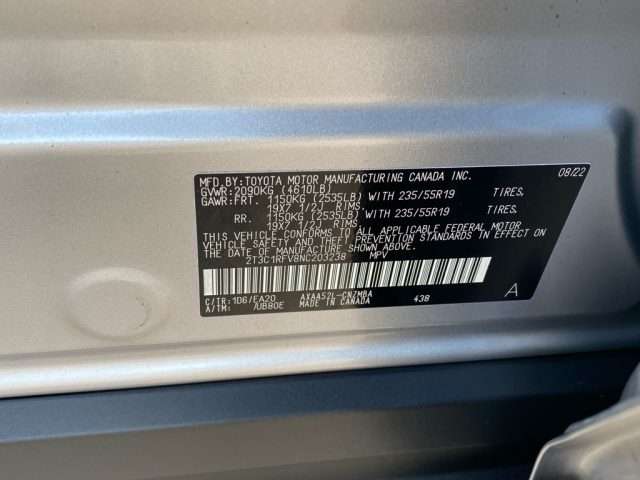 MFD.BY:TOYOTA MOTOR MANUFACTURING CANADA INC. 08/22
GVWR:2090KG (4610LB)
GAWR:FRT. 1150KG (2535LB) WITH 235/55R19 TIRES,
19X7 1/2J RIMS.
RR. 1150KG (2535LB) WITH 235/55R19 TIRES,
19X7 1/2J RIMS.
THIS VEHICLE CONFORMS TO ALL APPLICABLE FEDERAL MOTOR
VEHICLE SAFETY AND THEFT PREVENTION STANDARDS IN EFFECT
ON THE DATE OF MANUFACTURE SHOWN ABOVE.
2T3C1RFV8NC203238 MPV
C/TR:1D6/EA20 AXAA52L-CNZMBA 438
A/TM: /UB80E MADE IN CANADA A